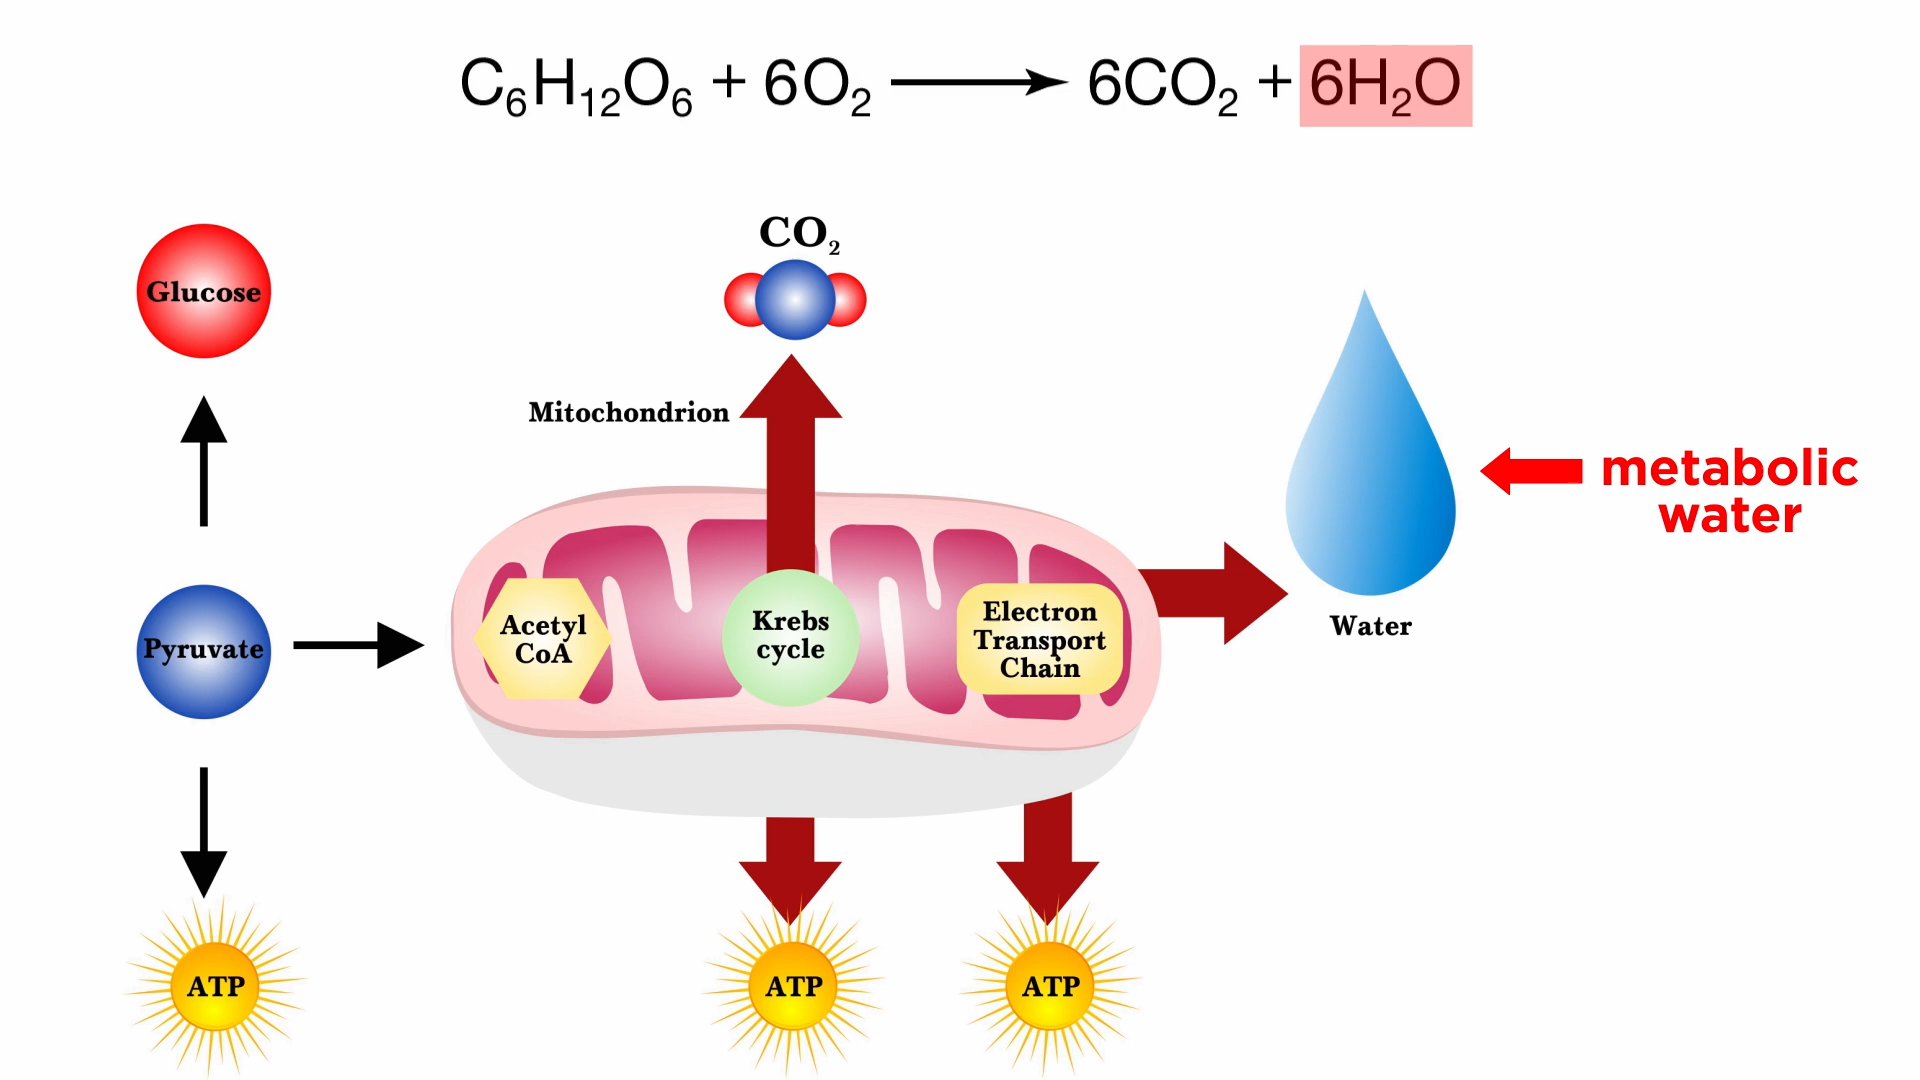 C₆H₁₂O₆ + 6O₂ ⟶ 6CO₂ + 6H₂O
CO₂
Glucose
Mitochondrion
metabolic
water
Acetyl
CoA
Krebs
cycle
Electron
Transport
Chain
Water
Pyruvate
ATP
ATP
ATP